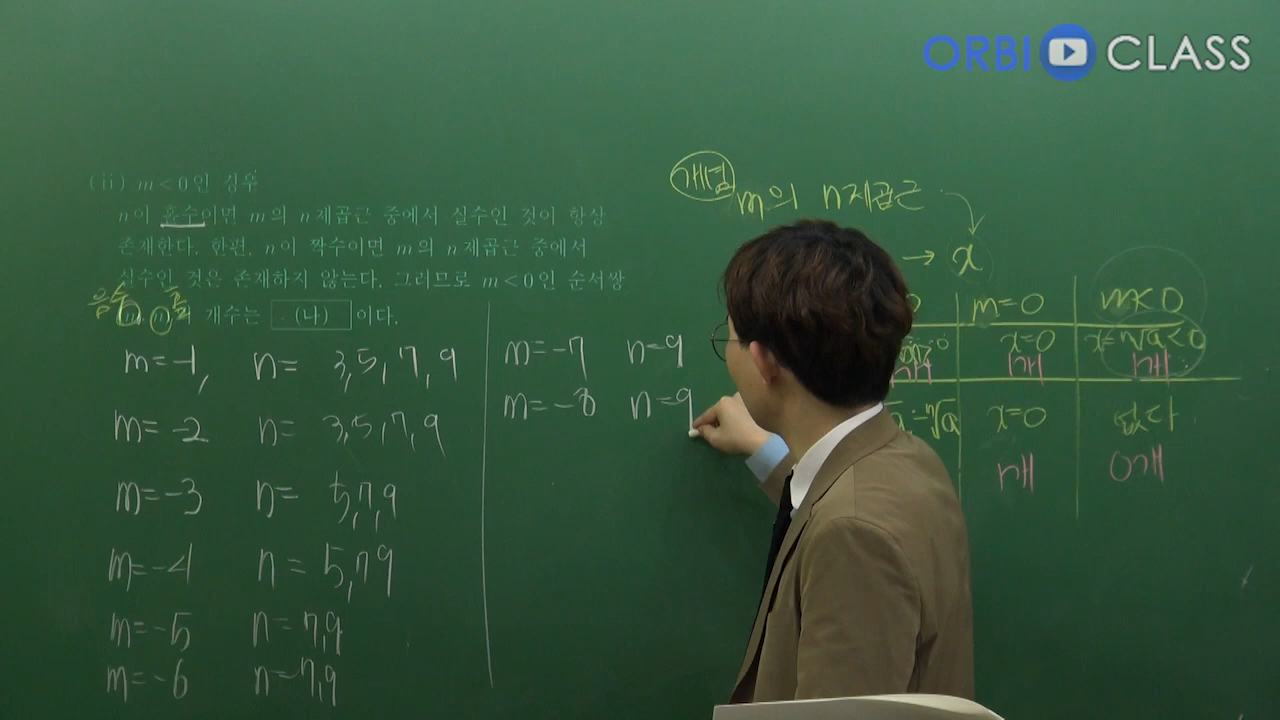 ORBI CLASS
(ii) m<0인 경우
n이 홀수이면 m의 n제곱근 중에서 실수인 것이 항상
존재한다. 한편, n이 짝수이면 m의 n제곱근 중에서
실수인 것은 존재하지 않는다. 그러므로 m<0인 순서쌍
음수 홀
개수는 (나) 이다.
m=-1, n= 3,5,7,9
m=-2 n= 3,5,7,9
m=-3 n= 5,7,9
m=-4 n= 5,7,9
m=-5 n=7,9
m=-6 n=7,9
m=-7 n=9
m=-8 n=9
개념 m의 n제곱근
→ x
m=0 m<0
x=0 x=ⁿ√a<0
1개 1개
x=0 없다
1개 0개